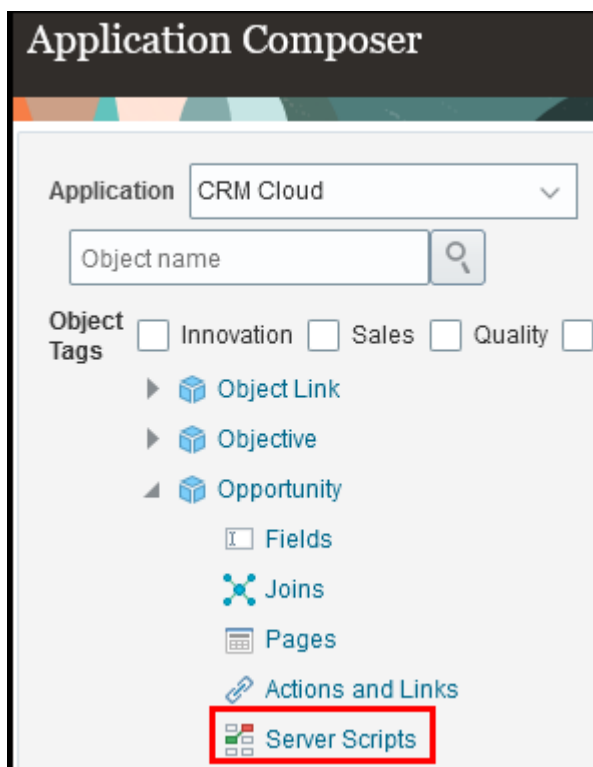 Application Composer
Application CRM Cloud
Object name
Object Tags Innovation Sales Quality
Object Link
Objective
Opportunity
Fields
Joins
Pages
Actions and Links
Server Scripts